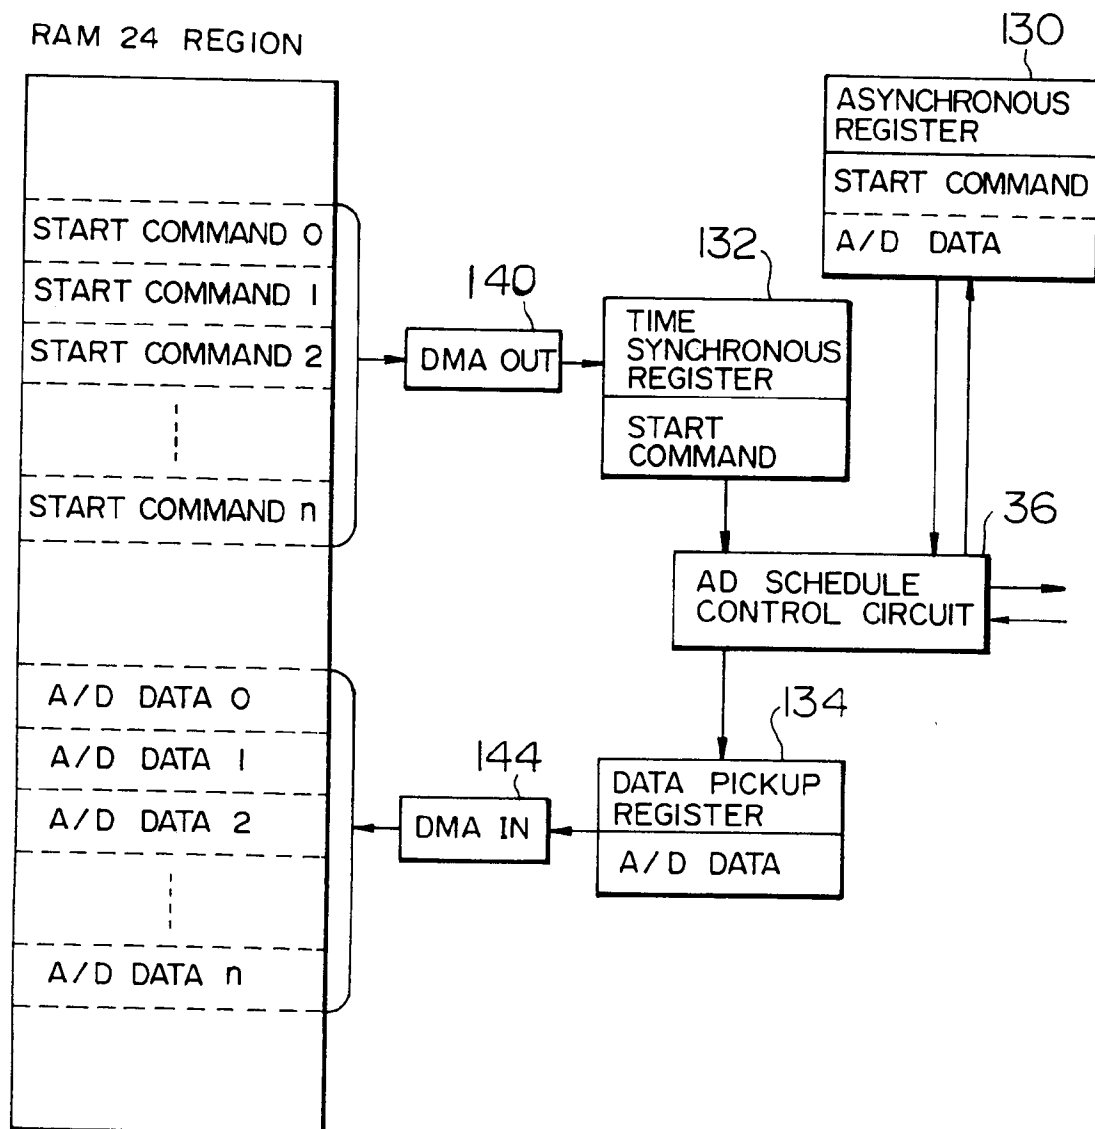 RAM 24 REGION
START COMMAND 0
START COMMAND 1
START COMMAND 2
START COMMAND n
A/D DATA 0
A/D DATA 1
A/D DATA 2
A/D DATA n
140
DMA OUT
132
TIME
SYNCHRONOUS
REGISTER
START
COMMAND
130
ASYNCHRONOUS
REGISTER
START COMMAND
A/D DATA
36
AD SCHEDULE
CONTROL CIRCUIT
134
DATA PICKUP
REGISTER
A/D DATA
144
DMA IN